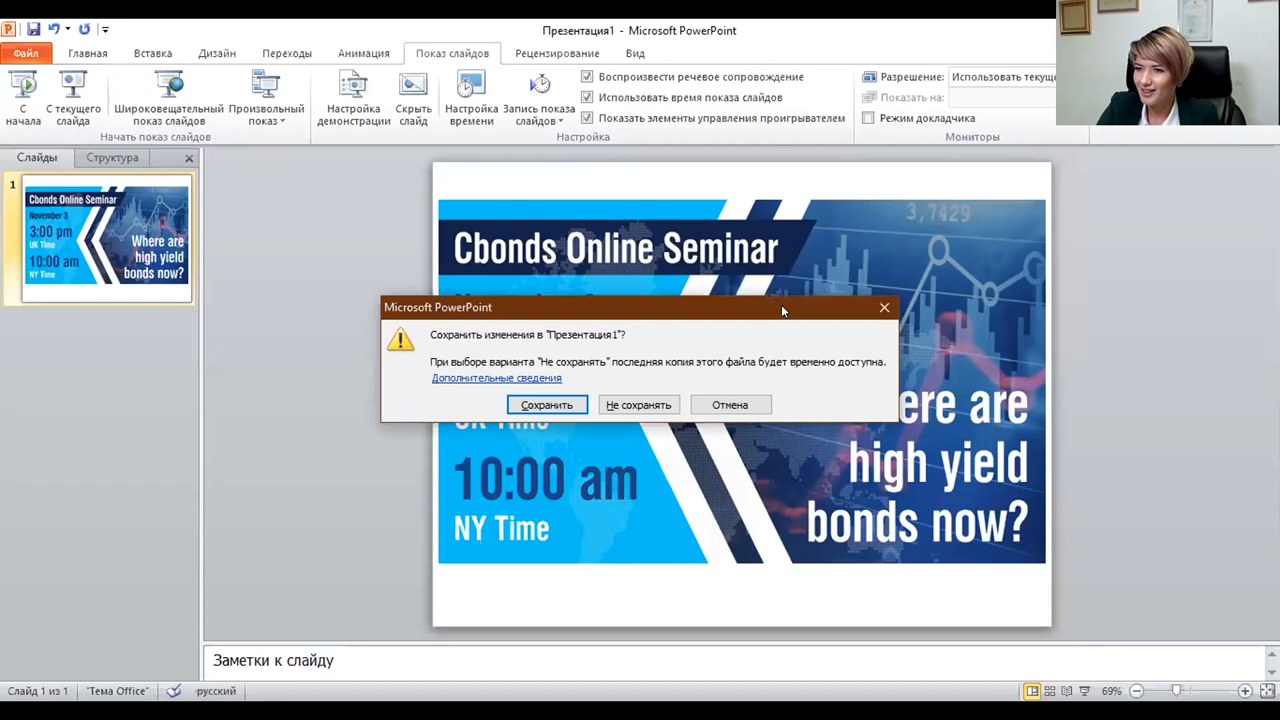 Презентация1 - Microsoft PowerPoint
Файл Главная Вставка Дизайн Переходы Анимация Показ слайдов Рецензирование Вид
С начала
С текущего слайда
Широковещательный показ слайдов
Произвольный показ
Начать показ слайдов
Настройка демонстрации
Скрыть слайд
Настройка времени
Запись показа слайдов
Воспроизвести речевое сопровождение
Использовать время показа слайдов
Показать элементы управления проигрывателем
Настройка
Разрешение: Использовать текуще
Показать на:
Режим докладчика
Мониторы
Слайды Структура
1
Cbonds Online Seminar
November 3
3:00 pm
UK Time
10:00 am
NY Time
Where are
high yield
bonds now?
3,7429
Cbonds Online Seminar
Microsoft PowerPoint
Сохранить изменения в "Презентация1"?
При выборе варианта "Не сохранять" последняя копия этого файла будет временно доступна.
Дополнительные сведения
Сохранить Не сохранять Отмена
UK Time
10:00 am
NY Time
ere are
high yield
bonds now?
Заметки к слайду
Слайд 1 из 1 "Тема Office" русский 69%